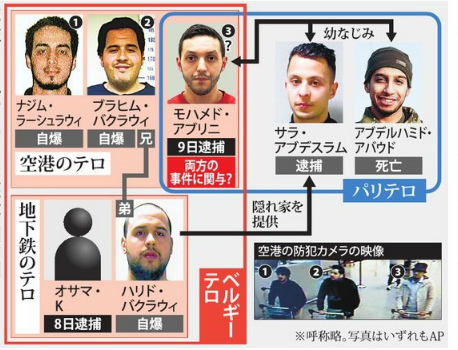 ❶
❷
❸
?
幼なじみ
ナジム・
ラーシュラウィ
自爆
ブラヒム・
バクラウィ
自爆
兄
モハメド・
アブリニ
9日逮捕
両方の
事件に関与?
サラ・
アブデスラム
逮捕
アブデルハミド・
アバウド
死亡
空港のテロ
パリテロ
地下鉄のテロ
弟
隠れ家を
提供
オサマ・
K
8日逮捕
ハリド・
バクラウィ
自爆
ベルギー
テロ
空港の防犯カメラの映像
❶
❷
❸
※呼称略。写真はいずれもAP